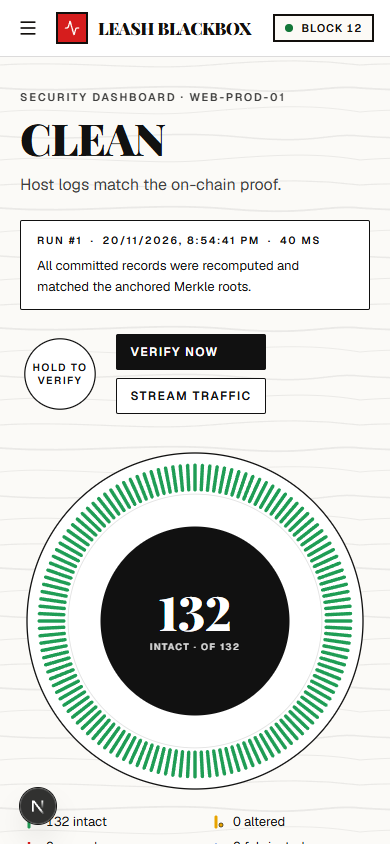 LEASH BLACKBOX
BLOCK 12
SECURITY DASHBOARD · WEB-PROD-01
CLEAN
Host logs match the on-chain proof.
RUN #1 · 20/11/2026, 8:54:41 PM · 40 MS
All committed records were recomputed and
matched the anchored Merkle roots.
HOLD TO
VERIFY
VERIFY NOW
STREAM TRAFFIC
132
INTACT · OF 132
N
132 intact
0 altered